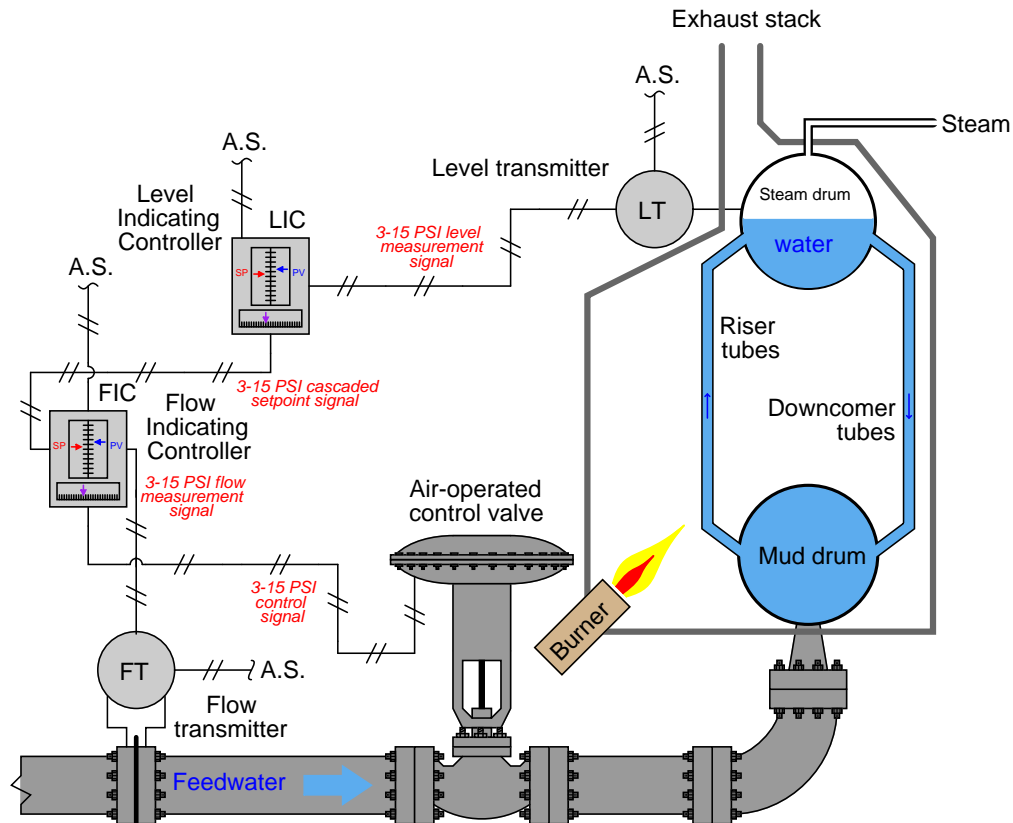 Exhaust stack
A.S.
Steam
A.S.
Level transmitter
Level
Indicating
Controller
LIC
LT
Steam drum
water
3-15 PSI level
measurement
signal
SP
PV
A.S.
Riser
tubes
3-15 PSI cascaded
setpoint signal
FIC
Flow
Indicating
Controller
Downcomer
tubes
SP
PV
3-15 PSI flow
measurement
signal
Air-operated
control valve
Mud drum
3-15 PSI
control
signal
Burner
FT
A.S.
Flow
transmitter
Feedwater